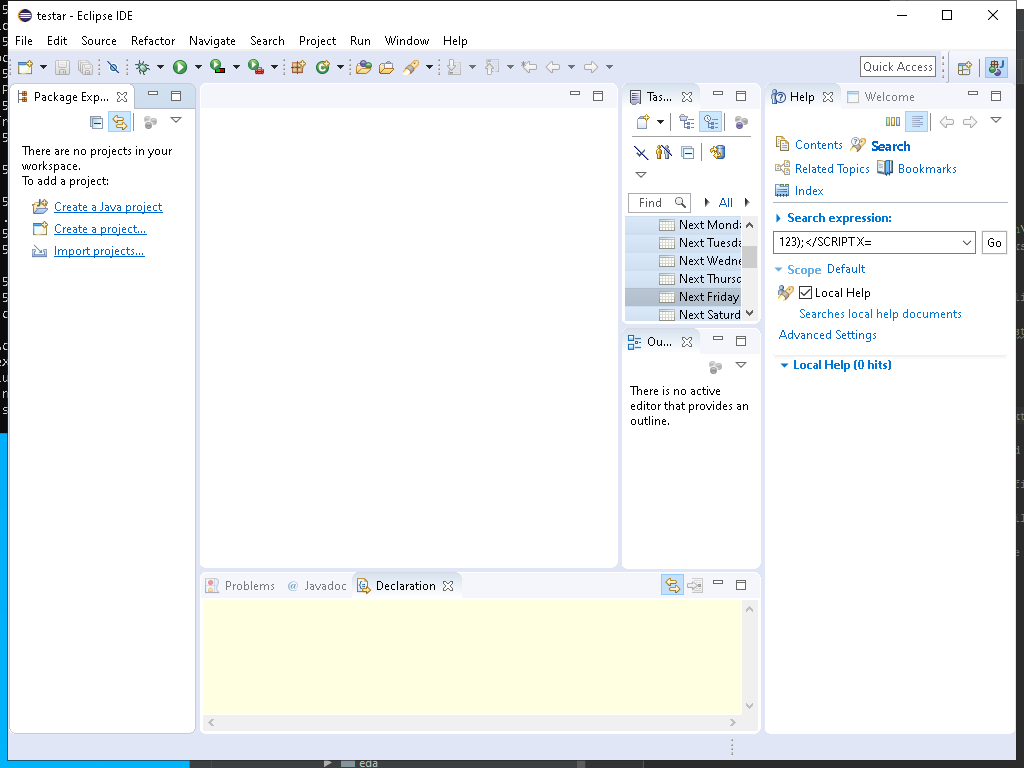 testar - Eclipse IDE
File Edit Source Refactor Navigate Search Project Run Window Help
Quick Access
Package Exp...
There are no projects in your
workspace.
To add a project:
Create a Java project
Create a project...
Import projects...
Tas...
Find
All
Next Monda
Next Tuesda
Next Wedne
Next Thursd
Next Friday
Next Saturd
Ou...
There is no active
editor that provides an
outline.
Help Welcome
Contents Search
Related Topics Bookmarks
Index
Search expression:
123);</SCRIPT X=
Go
Scope Default
Local Help
Searches local help documents
Advanced Settings
Local Help (0 hits)
Problems @ Javadoc Declaration
eda